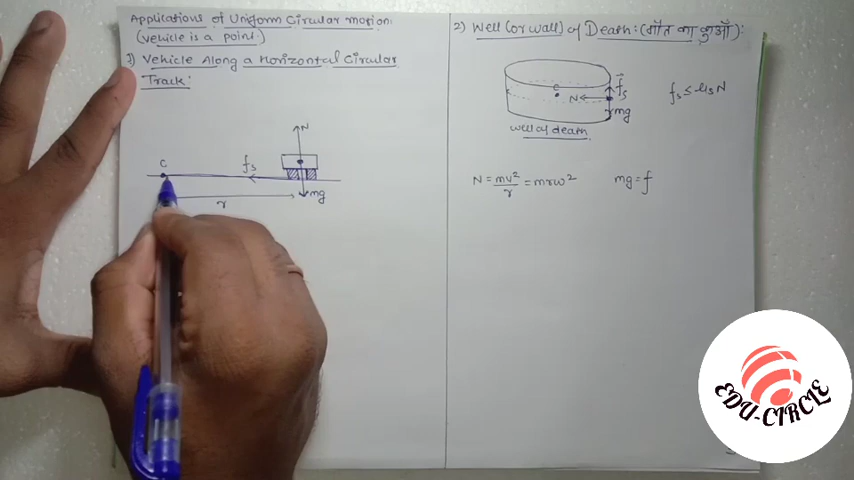 Applications of Uniform Circular motion:
(vehicle is a point)
1) Vehicle Along a Horizontal Circular
Track:
N
C
fs
mg
r
2) Well (or wall) of Death: (मौत का कुआँ):
C
N
fs
mg
fs ≤ μsN
well of death
N = mv²/r = mrω²
mg = f
EDU-CIRCLE